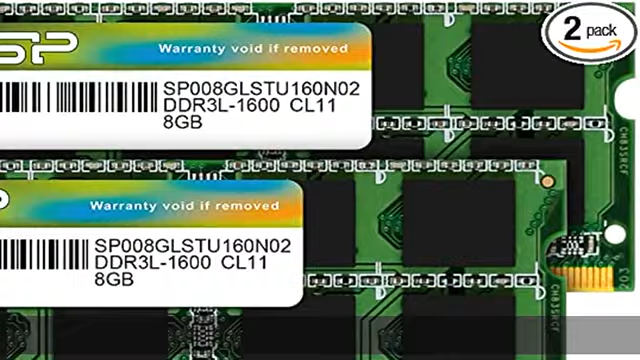 SP
2 pack
Warranty void if removed
SP008GLSTU160N02
DDR3L-1600 CL11
8GB
Warranty void if removed
SP008GLSTU160N02
DDR3L-1600 CL11
8GB